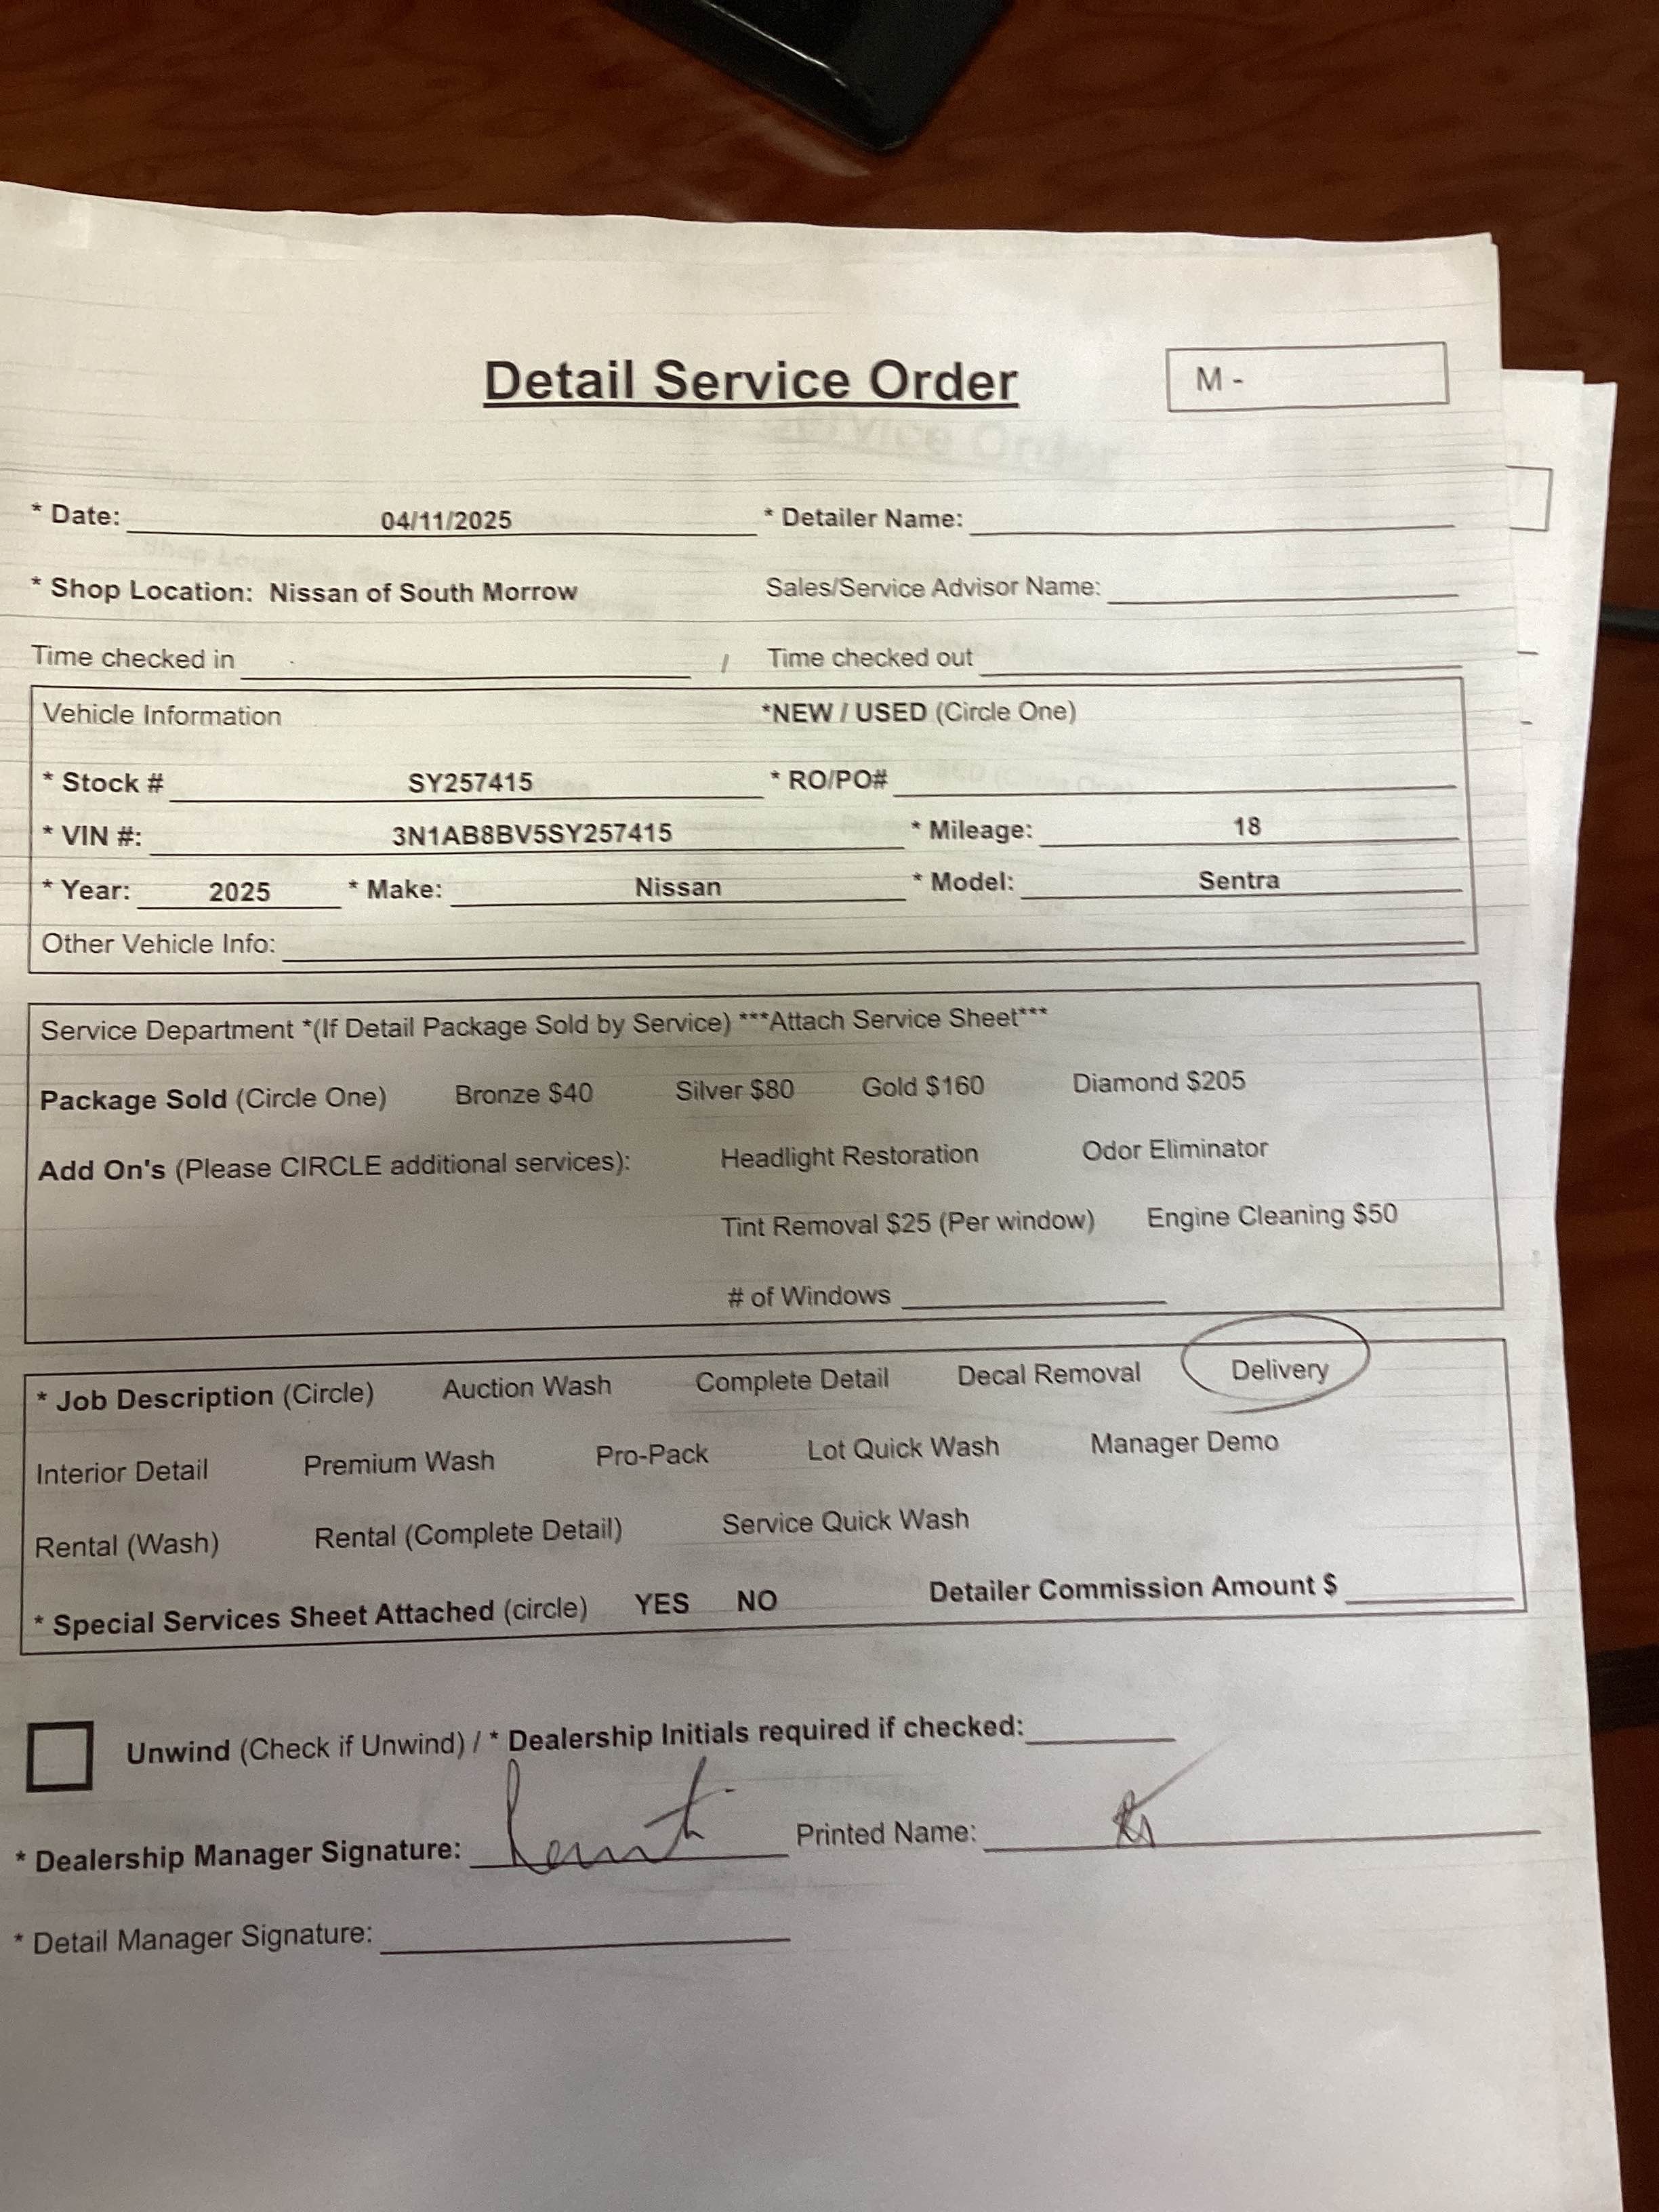 Detail Service Order
M -
* Date: 04/11/2025 * Detailer Name:
* Shop Location: Nissan of South Morrow Sales/Service Advisor Name:
Time checked in / Time checked out
Vehicle Information *NEW / USED (Circle One)
* Stock # SY257415 * RO/PO#
* VIN #: 3N1AB8BV5SY257415 * Mileage: 18
* Year: 2025 * Make: Nissan * Model: Sentra
Other Vehicle Info:
Service Department *(If Detail Package Sold by Service) ***Attach Service Sheet***
Package Sold (Circle One) Bronze $40 Silver $80 Gold $160 Diamond $205
Add On's (Please CIRCLE additional services): Headlight Restoration Odor Eliminator
Tint Removal $25 (Per window) Engine Cleaning $50
# of Windows
* Job Description (Circle) Auction Wash Complete Detail Decal Removal Delivery
Interior Detail Premium Wash Pro-Pack Lot Quick Wash Manager Demo
Rental (Wash) Rental (Complete Detail) Service Quick Wash
* Special Services Sheet Attached (circle) YES NO Detailer Commission Amount $
Unwind (Check if Unwind) / * Dealership Initials required if checked:
* Dealership Manager Signature: Printed Name:
* Detail Manager Signature: